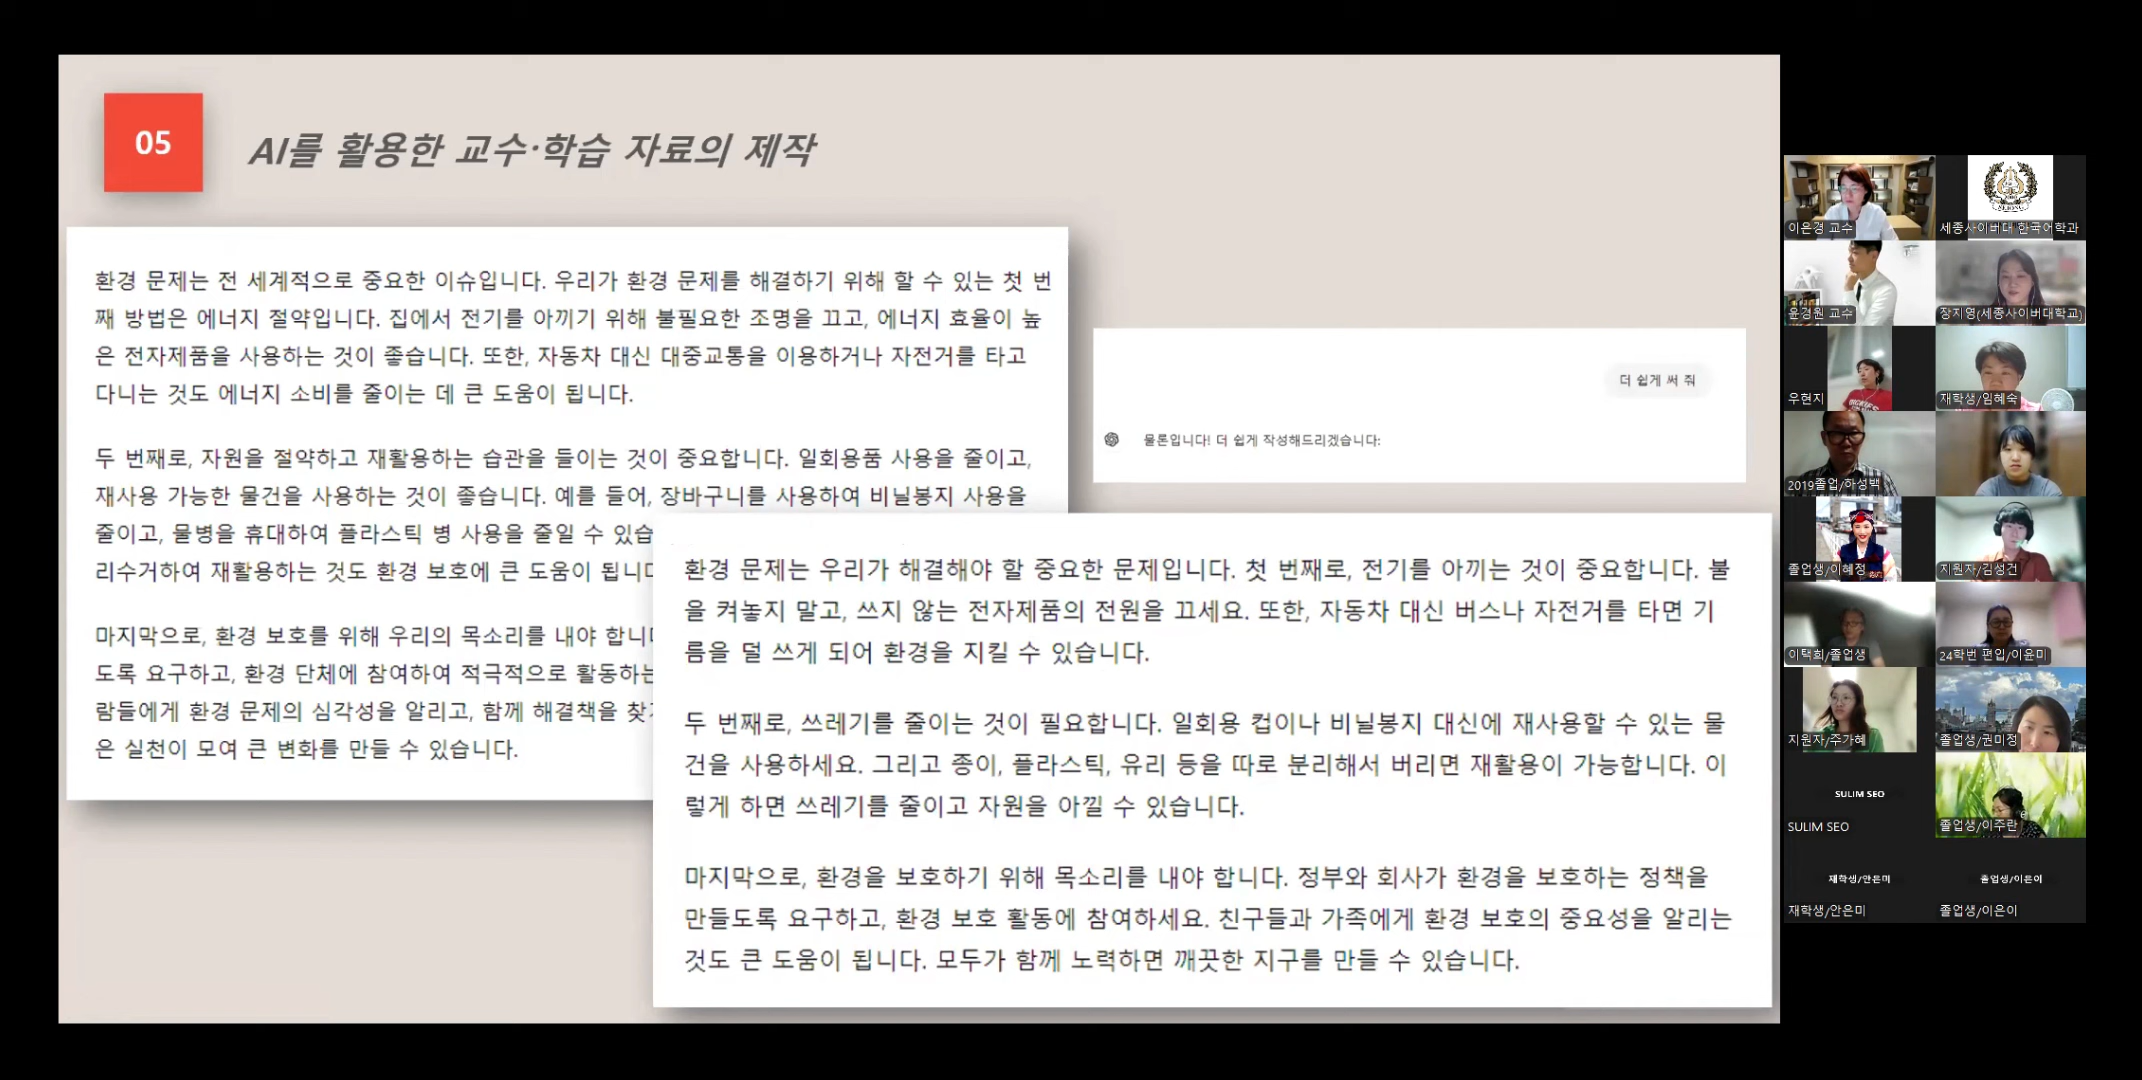 05
AI를 활용한 교수·학습 자료의 제작
환경 문제는 전 세계적으로 중요한 이슈입니다. 우리가 환경 문제를 해결하기 위해 할 수 있는 첫 번
째 방법은 에너지 절약입니다. 집에서 전기를 아끼기 위해 불필요한 조명을 끄고, 에너지 효율이 높
은 전자제품을 사용하는 것이 좋습니다. 또한, 자동차 대신 대중교통을 이용하거나 자전거를 타고
다니는 것도 에너지 소비를 줄이는 데 큰 도움이 됩니다.
두 번째로, 자원을 절약하고 재활용하는 습관을 들이는 것이 중요합니다. 일회용품 사용을 줄이고,
재사용 가능한 물건을 사용하는 것이 좋습니다. 예를 들어, 장바구니를 사용하여 비닐봉지 사용을
줄이고, 물병을 휴대하여 플라스틱 병 사용을 줄일 수 있습
리수거하여 재활용하는 것도 환경 보호에 큰 도움이 됩니다
마지막으로, 환경 보호를 위해 우리의 목소리를 내야 합니다
도록 요구하고, 환경 단체에 참여하여 적극적으로 활동하는
람들에게 환경 문제의 심각성을 알리고, 함께 해결책을
은 실천이 모여 큰 변화를 만들 수 있습니다.
더 쉽게 써 줘
물론입니다! 더 쉽게 작성해드리겠습니다:
환경 문제는 우리가 해결해야 할 중요한 문제입니다. 첫 번째로, 전기를 아끼는 것이 중요합니다. 불
을 켜놓지 말고, 쓰지 않는 전자제품의 전원을 끄세요. 또한, 자동차 대신 버스나 자전거를 타면 기
름을 덜 쓰게 되어 환경을 지킬 수 있습니다.
두 번째로, 쓰레기를 줄이는 것이 필요합니다. 일회용 컵이나 비닐봉지 대신에 재사용할 수 있는 물
건을 사용하세요. 그리고 종이, 플라스틱, 유리 등을 따로 분리해서 버리면 재활용이 가능합니다. 이
렇게 하면 쓰레기를 줄이고 자원을 아낄 수 있습니다.
마지막으로, 환경을 보호하기 위해 목소리를 내야 합니다. 정부와 회사가 환경을 보호하는 정책을
만들도록 요구하고, 환경 보호 활동에 참여하세요. 친구들과 가족에게 환경 보호의 중요성을 알리는
것도 큰 도움이 됩니다. 모두가 함께 노력하면 깨끗한 지구를 만들 수 있습니다.
이은경 교수
세종사이버대 한국어학과
윤경원 교수
장지영(세종사이버대학교)
우현지
재학생/임혜숙
2019졸업/하성백
졸업생/이혜정
지원자/김성건
이택희/졸업생
24학번 편입/이윤미
지원자/주가혜
졸업생/권미정
SULIM SEO
SULIM SEO
졸업생/이주란
재학생/안은미
졸업생/이은이
재학생/안은미
졸업생/이은이